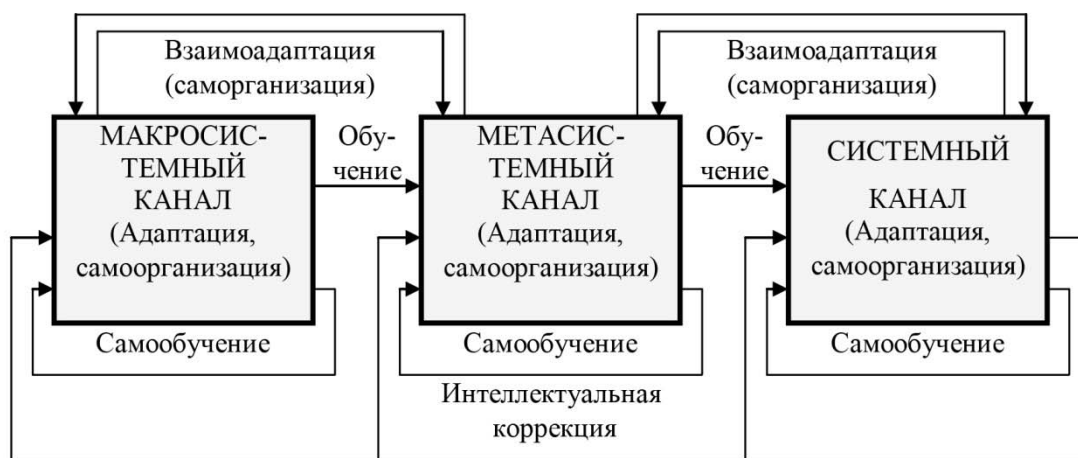 Взаимоадаптация
(саморганизация)
Взаимоадаптация
(саморганизация)
МАКРОСИС-
ТЕМНЫЙ
КАНАЛ
(Адаптация,
самоорганизация)
Обу-
чение
МЕТАСИС-
ТЕМНЫЙ
КАНАЛ
(Адаптация,
самоорганизация)
Обу-
чение
СИСТЕМНЫЙ
КАНАЛ
(Адаптация,
самоорганизация)
Самообучение
Самообучение
Самообучение
Интеллектуальная
коррекция